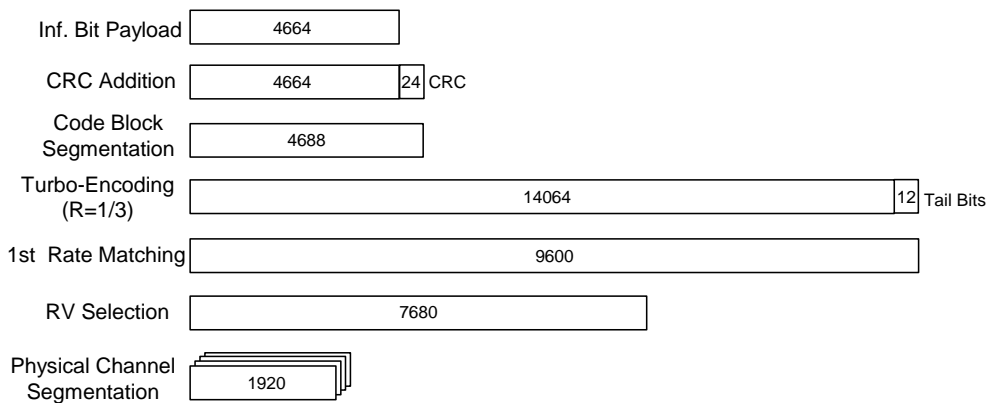 Inf. Bit Payload 4664
CRC Addition 4664 24 CRC
Code Block
Segmentation 4688
Turbo-Encoding
(R=1/3) 14064 12 Tail Bits
1st Rate Matching 9600
RV Selection 7680
Physical Channel
Segmentation 1920